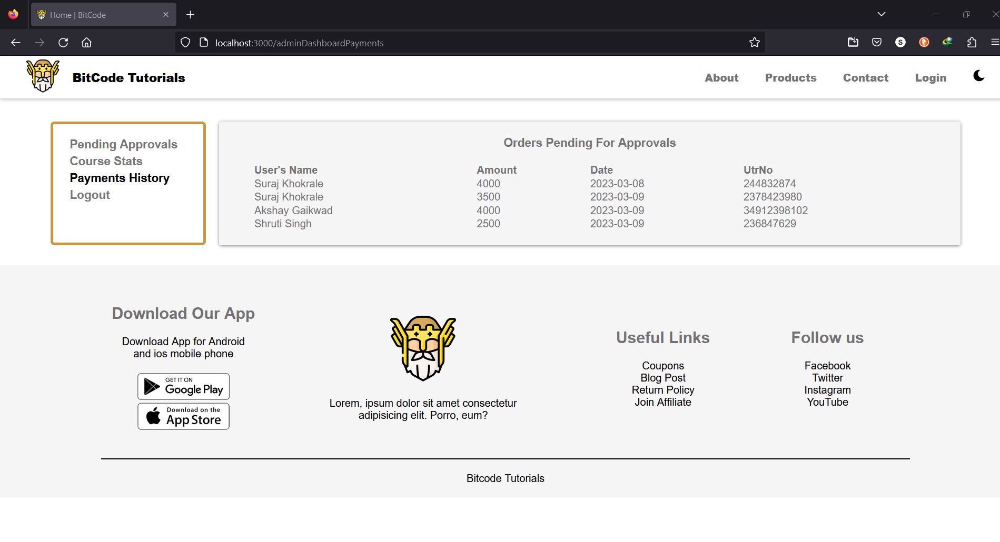 Home | BitCode
localhost:3000/adminDashboardPayments
S
BitCode Tutorials
About Products Contact Login
Pending Approvals
Course Stats
Payments History
Logout
Orders Pending For Approvals
User's Name Amount Date UtrNo
Suraj Khokrale 4000 2023-03-08 244832874
Suraj Khokrale 3500 2023-03-09 2378423980
Akshay Gaikwad 4000 2023-03-09 34912398102
Shruti Singh 2500 2023-03-09 236847629
Download Our App
Download App for Android
and ios mobile phone
GET IT ON
Google Play
Download on the
App Store
Lorem, ipsum dolor sit amet consectetur
adipisicing elit. Porro, eum?
Useful Links
Coupons
Blog Post
Return Policy
Join Affiliate
Follow us
Facebook
Twitter
Instagram
YouTube
Bitcode Tutorials